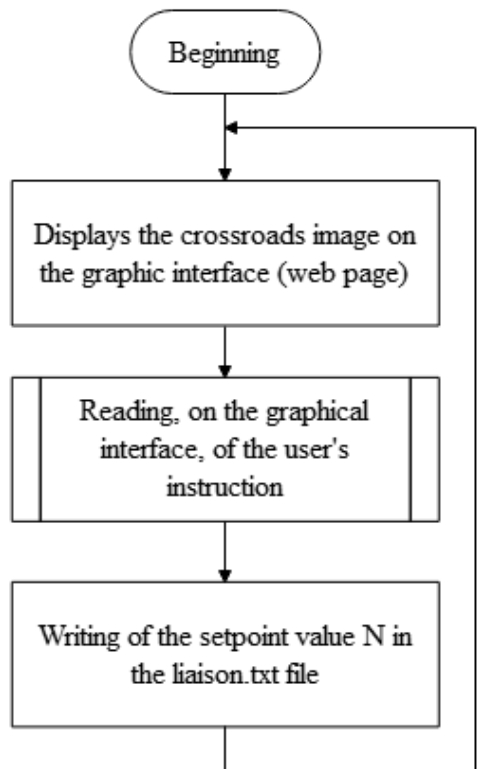 Beginning
Displays the crossroads image on
the graphic interface (web page)
Reading, on the graphical
interface, of the user's
instruction
Writing of the setpoint value N in
the liaison.txt file